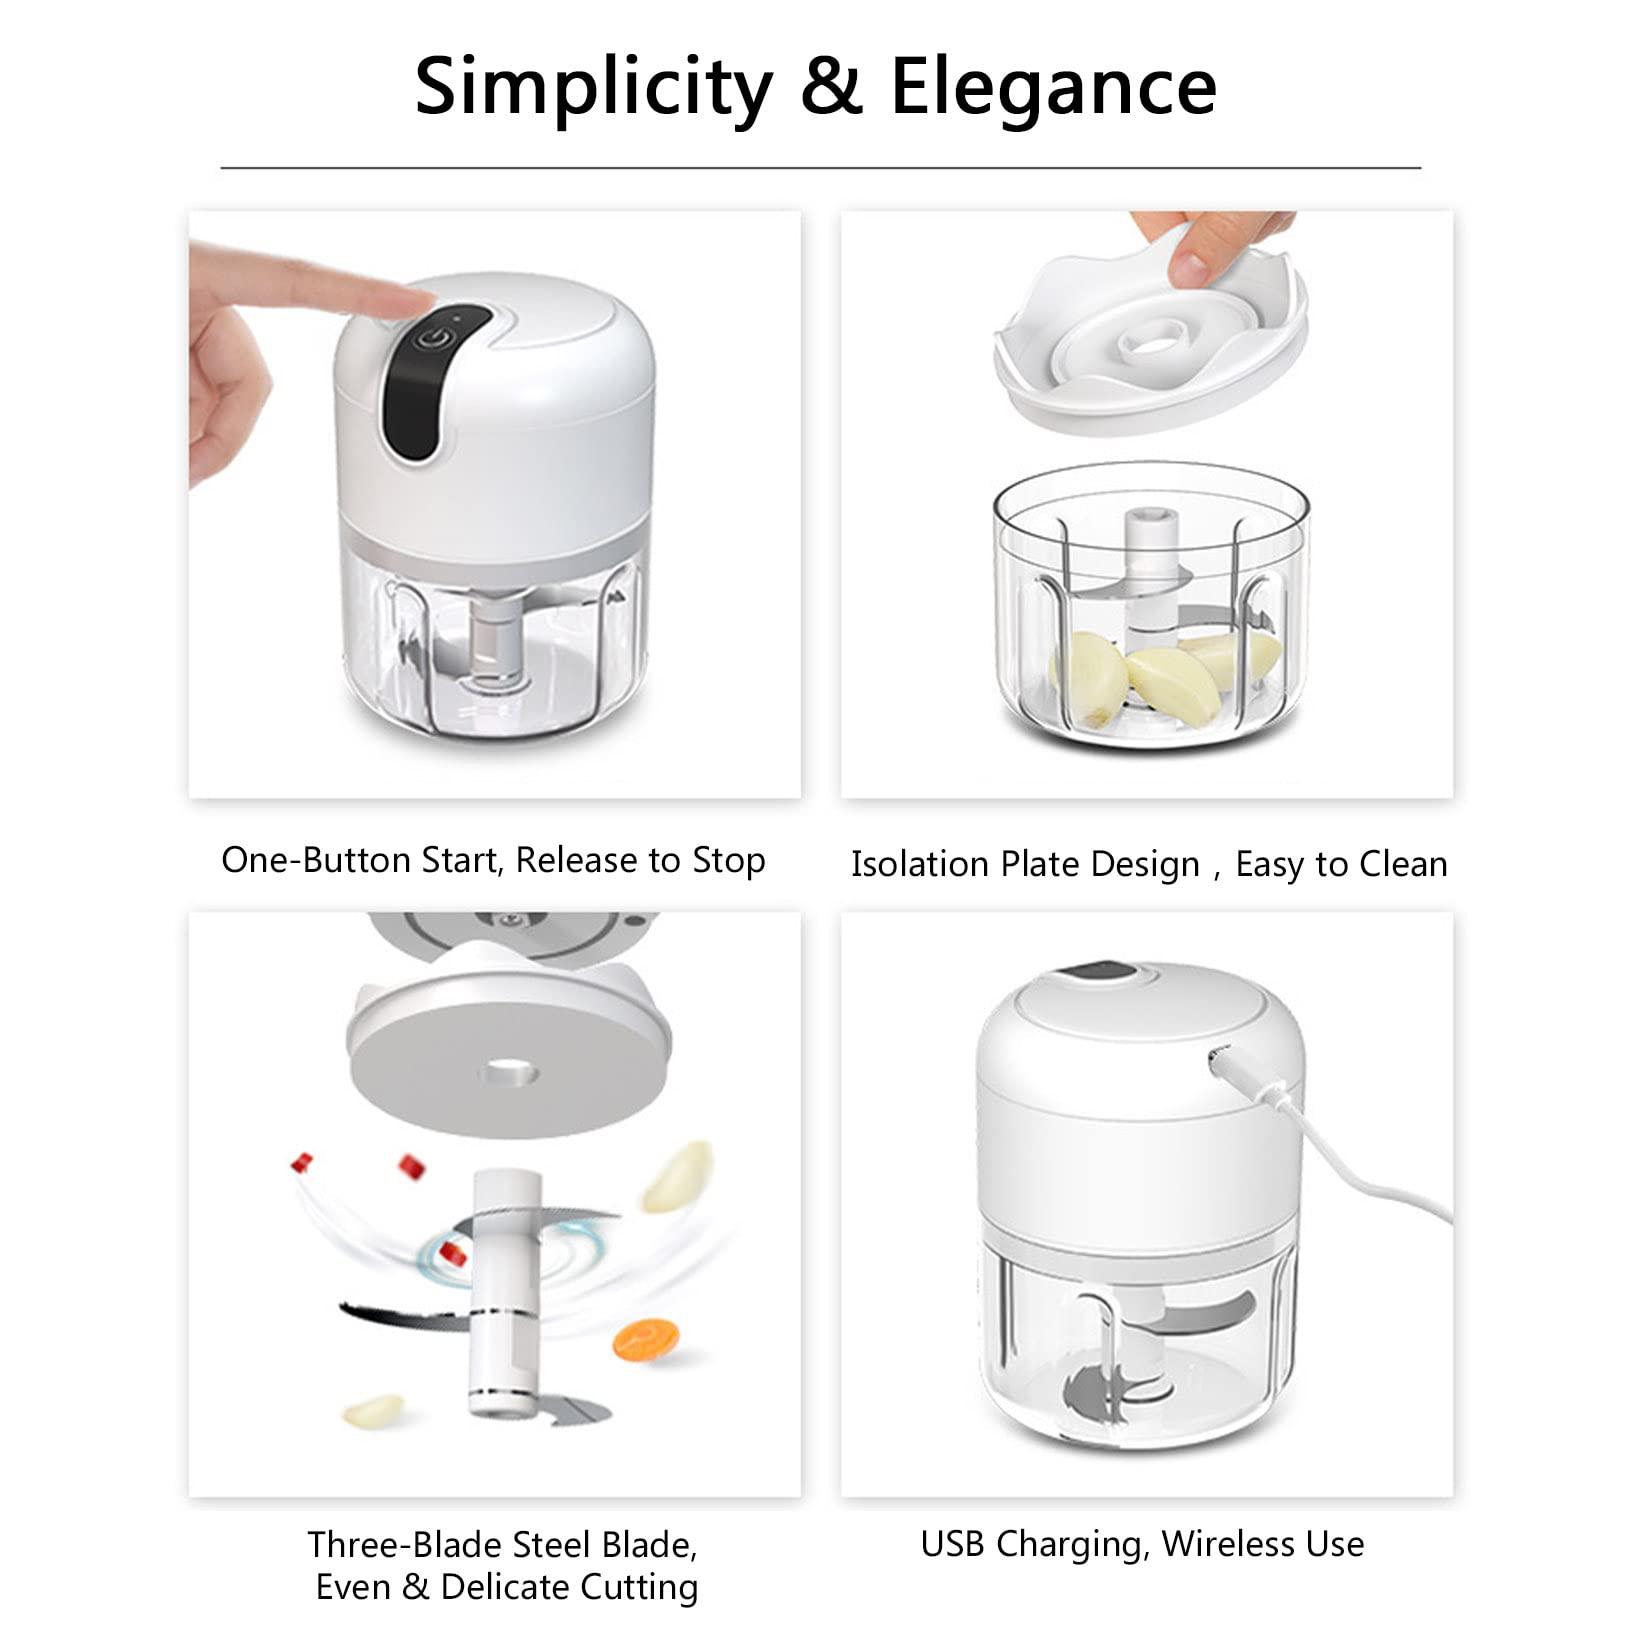 Simplicity & Elegance
One-Button Start, Release to Stop
Isolation Plate Design , Easy to Clean
Three-Blade Steel Blade,
Even & Delicate Cutting
USB Charging, Wireless Use